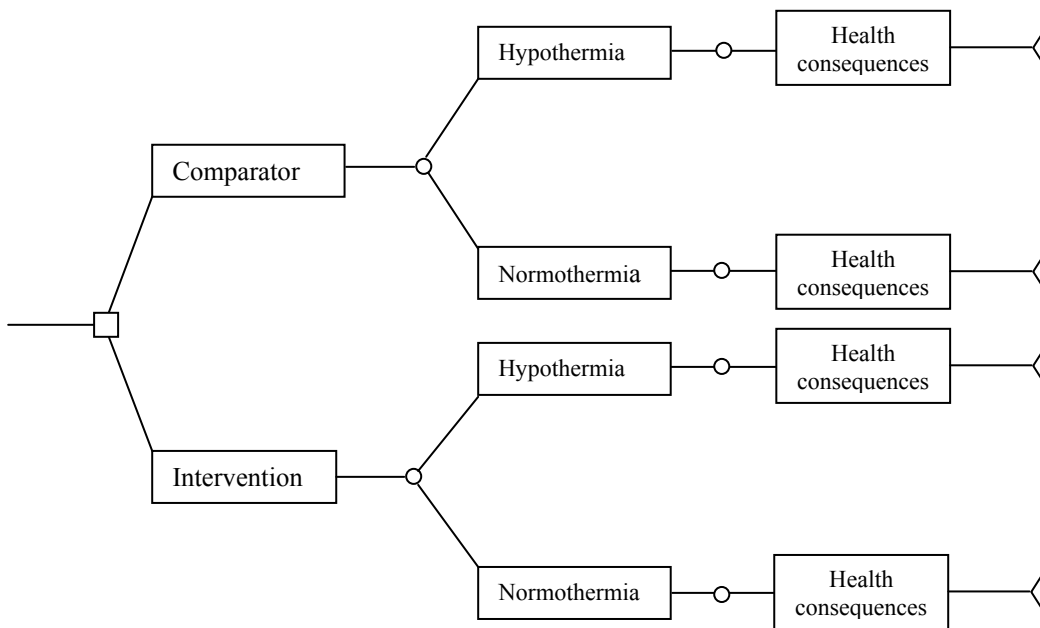 Hypothermia
Health
consequences
Comparator
Normothermia
Health
consequences
Hypothermia
Health
consequences
Intervention
Normothermia
Health
consequences